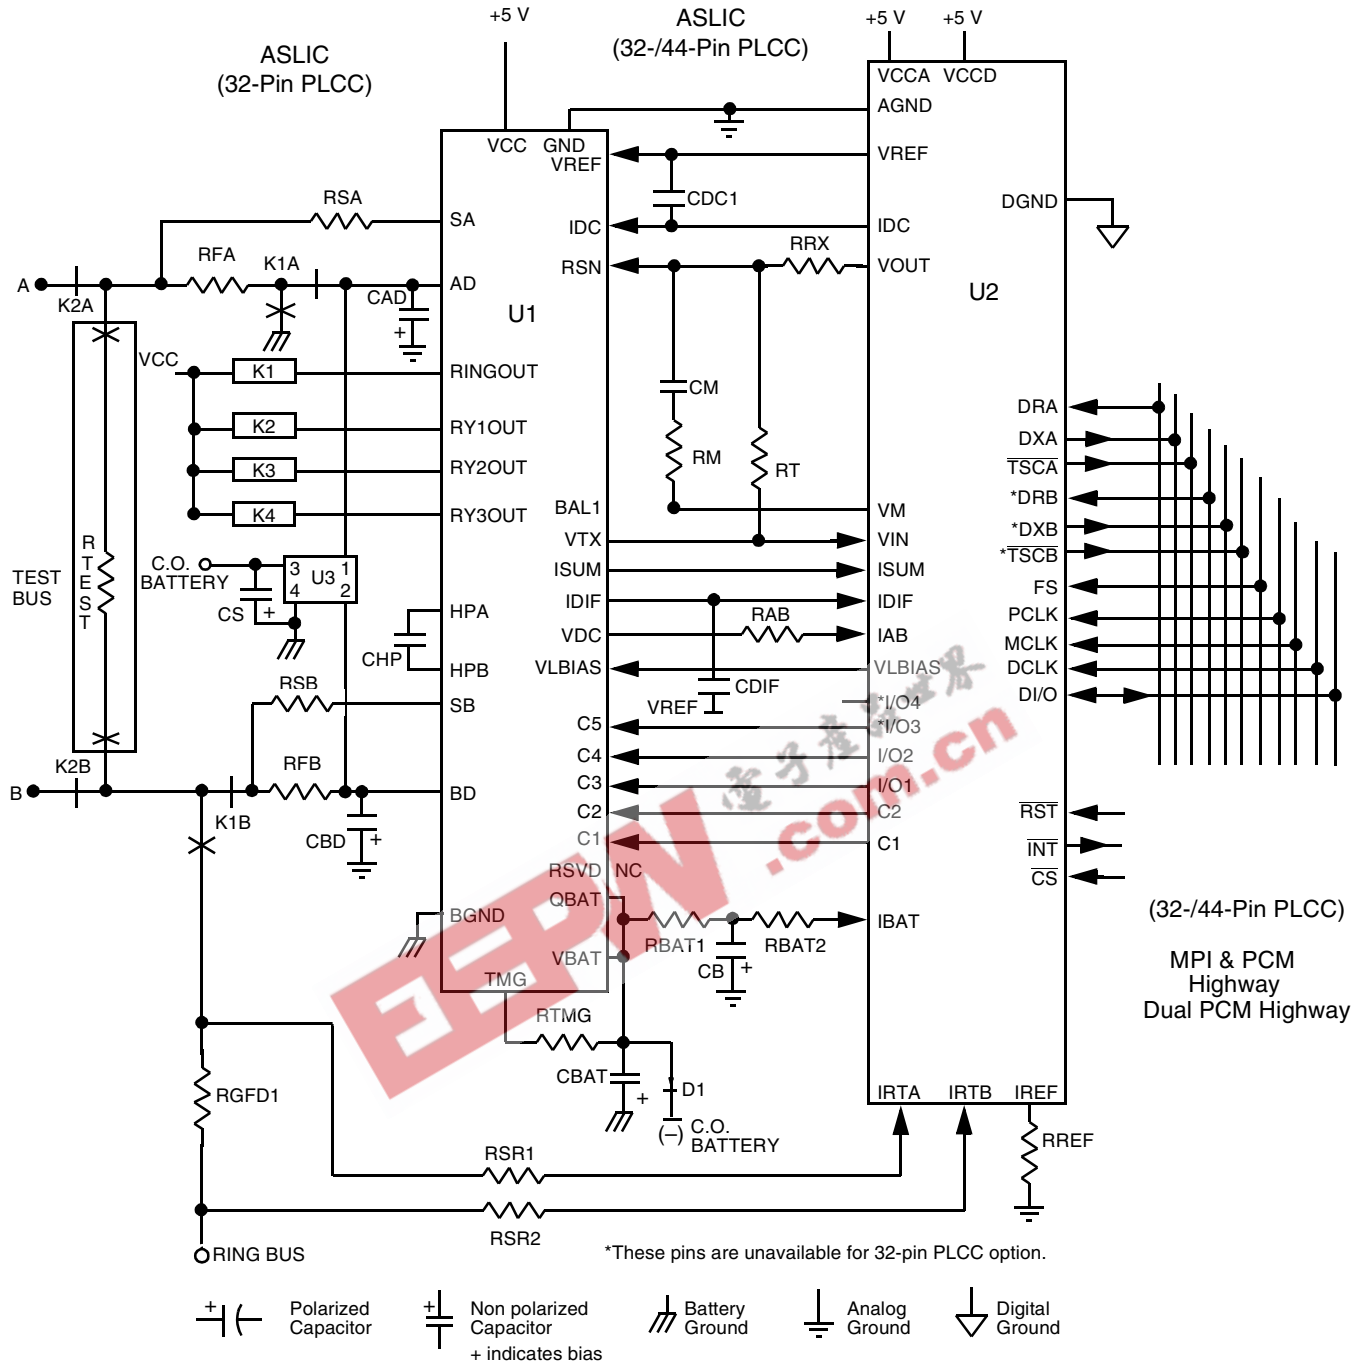 +5 V
ASLIC
(32-/44-Pin PLCC)
+5 V
+5 V
ASLIC
(32-Pin PLCC)
VCC
GND
VREF
IDC
RSN
SA
AD
U1
RINGOUT
RY1OUT
RY2OUT
RY3OUT
BAL1
VTX
ISUM
IDIF
VDC
VLBIAS
HPA
HPB
SB
C5
C4
C3
C2
C1
BD
RSVD
NC
QBAT
BGND
VBAT
TMG
VCCA
VCCD
AGND
VREF
DGND
IDC
VOUT
U2
VM
VIN
ISUM
IDIF
IAB
VLBIAS
*I/O4
*I/O3
I/O2
I/O1
C2
C1
IBAT
IRTA
IRTB
IREF
DRA
DXA
TSCA
*DRB
*DXB
*TSCB
FS
PCLK
MCLK
DCLK
DI/O
RST
INT
CS
RSA
RFA
K1A
A
K2A
CAD
+
VCC
K1
K2
K3
K4
RTEST
TEST
BUS
C.O.
BATTERY
3
1
U3
4
2
CS
+
CHP
RSB
K2B
RFB
B
K1B
CBD
+
CDC1
RRX
CM
RM
RT
RAB
CDIF
VREF
RBAT1
RBAT2
CB
+
RTMG
CBAT
+
D1
(–)
C.O.
BATTERY
RGFD1
RSR1
RSR2
RING BUS
RREF
(32-/44-Pin PLCC)
MPI & PCM
Highway
Dual PCM Highway
電子產品世界
EEPW
.com.cn
*These pins are unavailable for 32-pin PLCC option.
+
Polarized
Capacitor
+
Non polarized
Capacitor
+ indicates bias
Battery
Ground
Analog
Ground
Digital
Ground